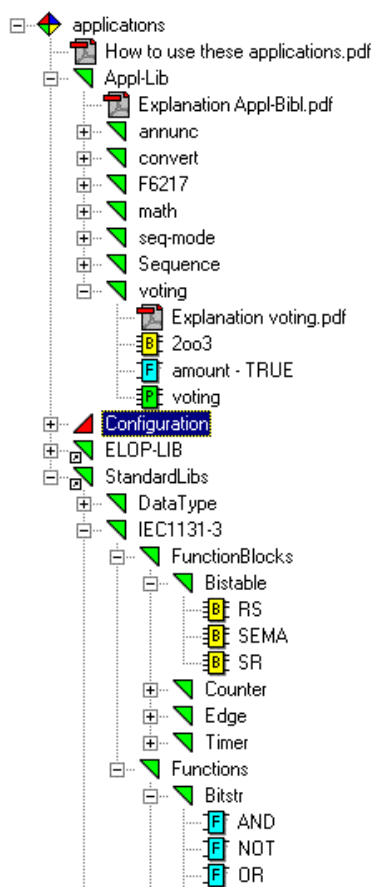 applications
How to use these applications.pdf
Appl-Lib
Explanation Appl-Bibl.pdf
annunc
convert
F6217
math
seq-mode
Sequence
voting
Explanation voting.pdf
B 2oo3
F amount - TRUE
P voting
Configuration
ELOP-LIB
StandardLibs
DataType
IEC1131-3
FunctionBlocks
Bistable
B RS
B SEMA
B SR
Counter
Edge
Timer
Functions
Bitstr
F AND
F NOT
F OR